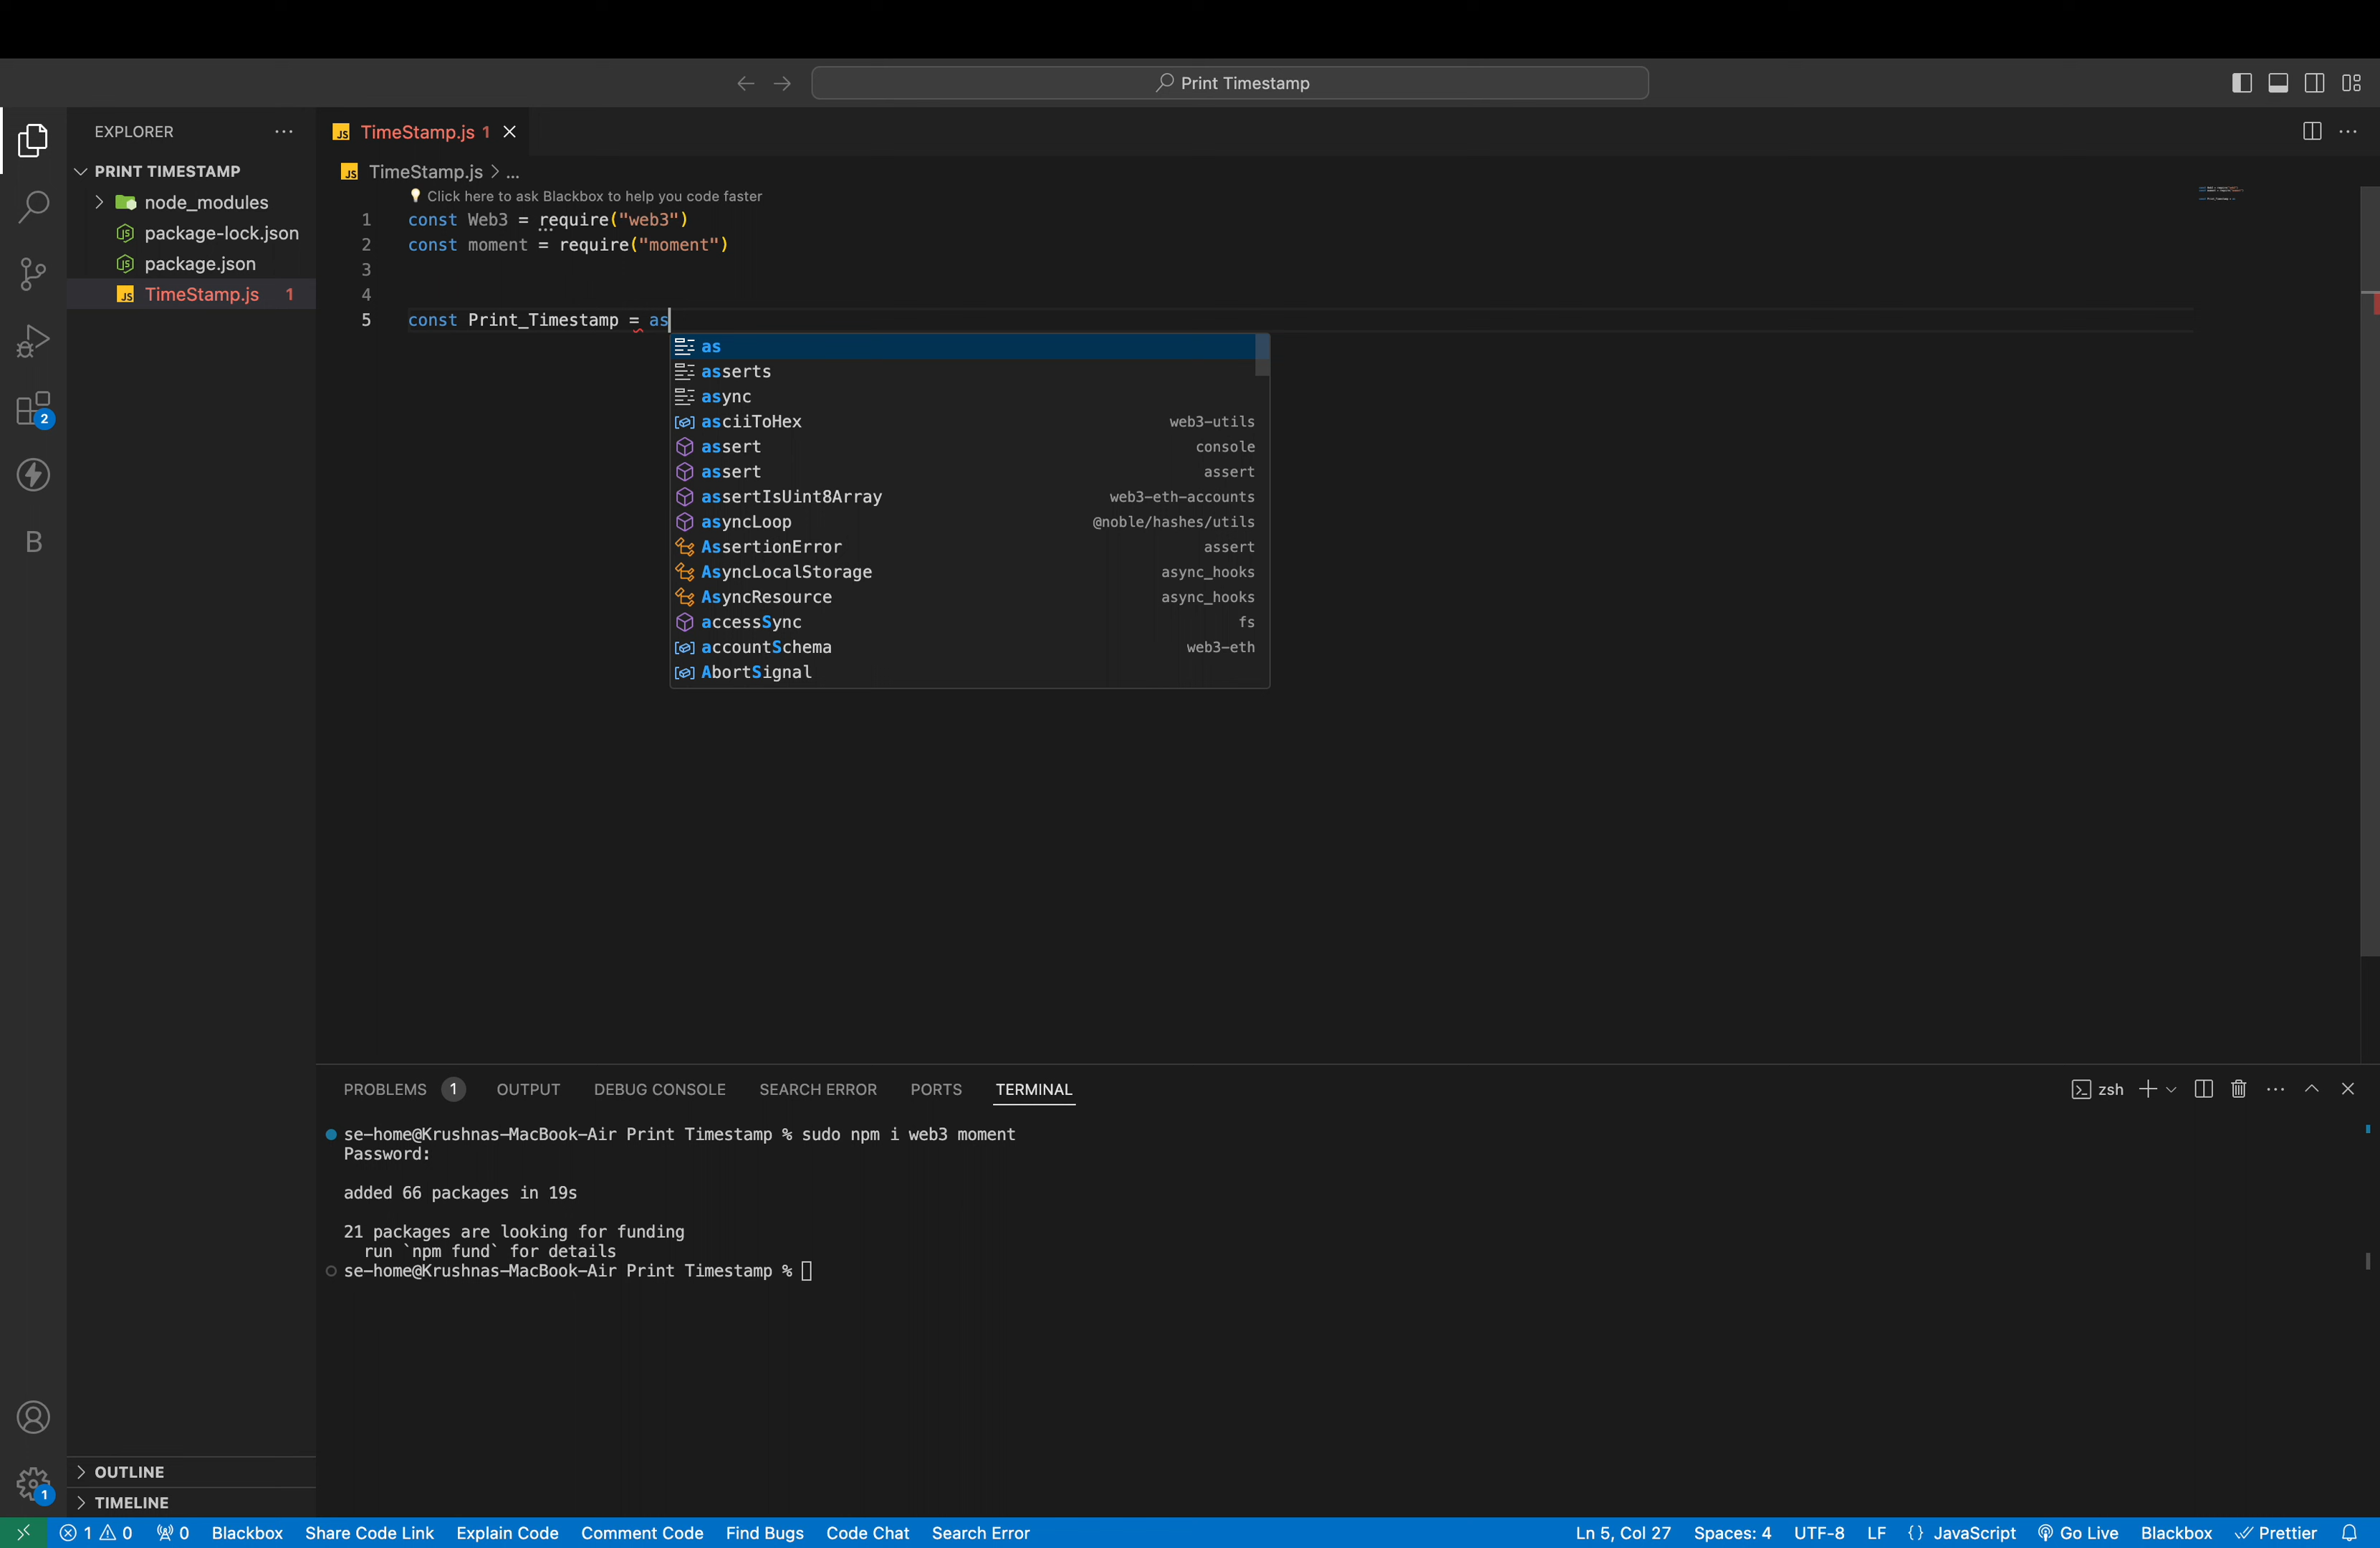 Print Timestamp
EXPLORER
PRINT TIMESTAMP
node_modules
package-lock.json
package.json
TimeStamp.js 1
TimeStamp.js 1
TimeStamp.js > ...
Click here to ask Blackbox to help you code faster
1 const Web3 = require("web3")
2 const moment = require("moment")
3
4
5 const Print_Timestamp = as
as
asserts
async
asciiToHex web3-utils
assert console
assert assert
assertIsUint8Array web3-eth-accounts
asyncLoop @noble/hashes/utils
AssertionError assert
AsyncLocalStorage async_hooks
AsyncResource async_hooks
accessSync fs
accountSchema web3-eth
AbortSignal
2
B
PROBLEMS 1 OUTPUT DEBUG CONSOLE SEARCH ERROR PORTS TERMINAL
zsh
se-home@Krushnas-MacBook-Air Print Timestamp % sudo npm i web3 moment
Password:
added 66 packages in 19s
21 packages are looking for funding
run `npm fund` for details
se-home@Krushnas-MacBook-Air Print Timestamp %
OUTLINE
TIMELINE
1
1 0 0 Blackbox Share Code Link Explain Code Comment Code Find Bugs Code Chat Search Error
Ln 5, Col 27 Spaces: 4 UTF-8 LF {} JavaScript Go Live Blackbox Prettier